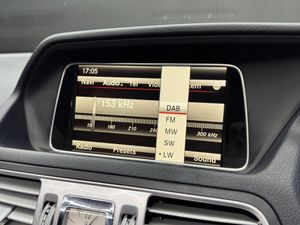 17:05
Navi Audio Tel
153 kHz
DAB
FM
MW
SW
• LW
15 180 210 240 300 kHz
Radio Presets Sound